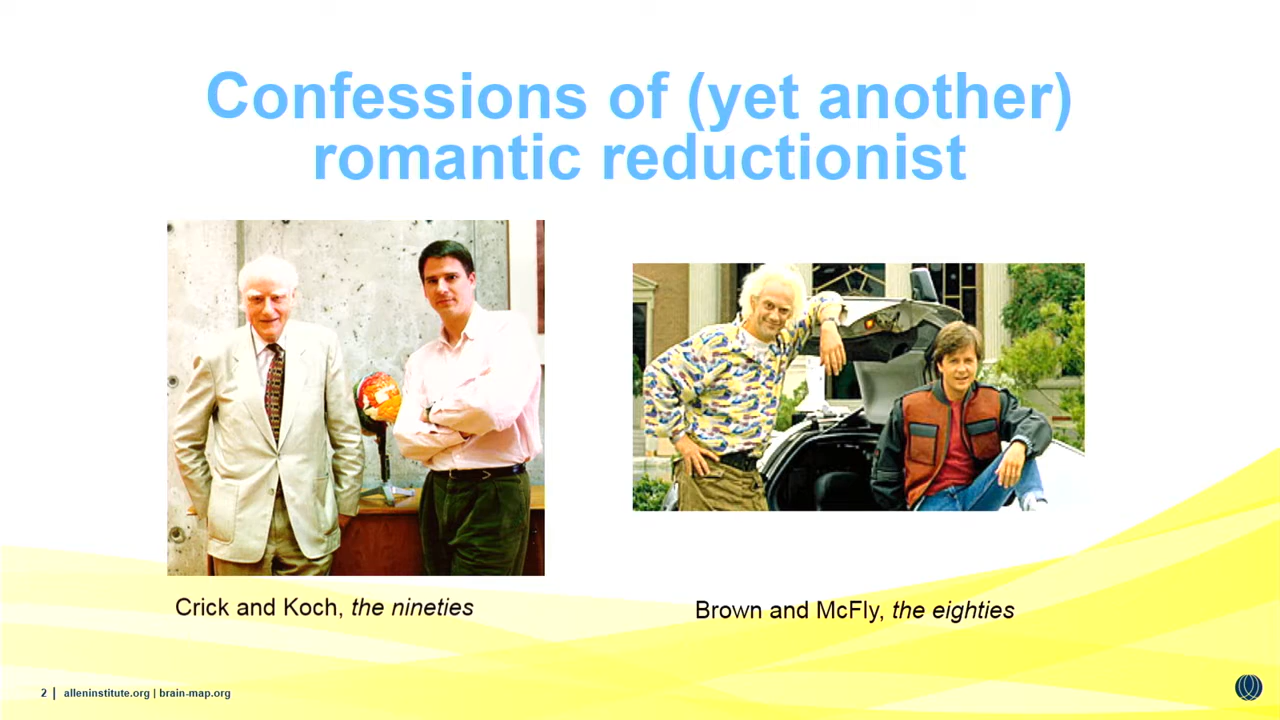 Confessions of (yet another)
romantic reductionist
Crick and Koch, the nineties
Brown and McFly, the eighties
2 | alleninstitute.org | brain-map.org